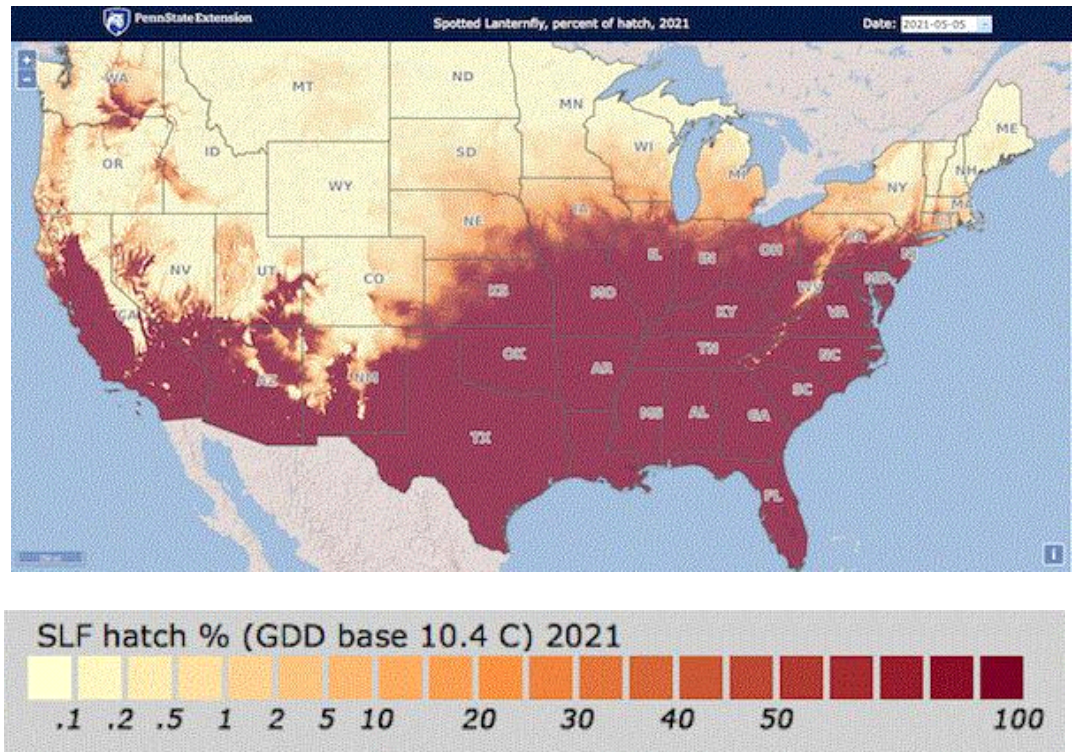 PennState Extension
Spotted Lanternfly, percent of hatch, 2021
Date: 2021-05-05
+
WA
MT
ND
MN
ME
OR
ID
SD
WI
MI
NH
WY
NY
MA
NE
IA
PA
NJ
NV
UT
CO
IL
IN
OH
CA
KS
MO
WV
MD
KY
VA
AZ
NM
OK
AR
TN
NC
SC
TX
MS
AL
GA
FL
i
SLF hatch % (GDD base 10.4 C) 2021
.1 .2 .5 1 2 5 10 20 30 40 50 100